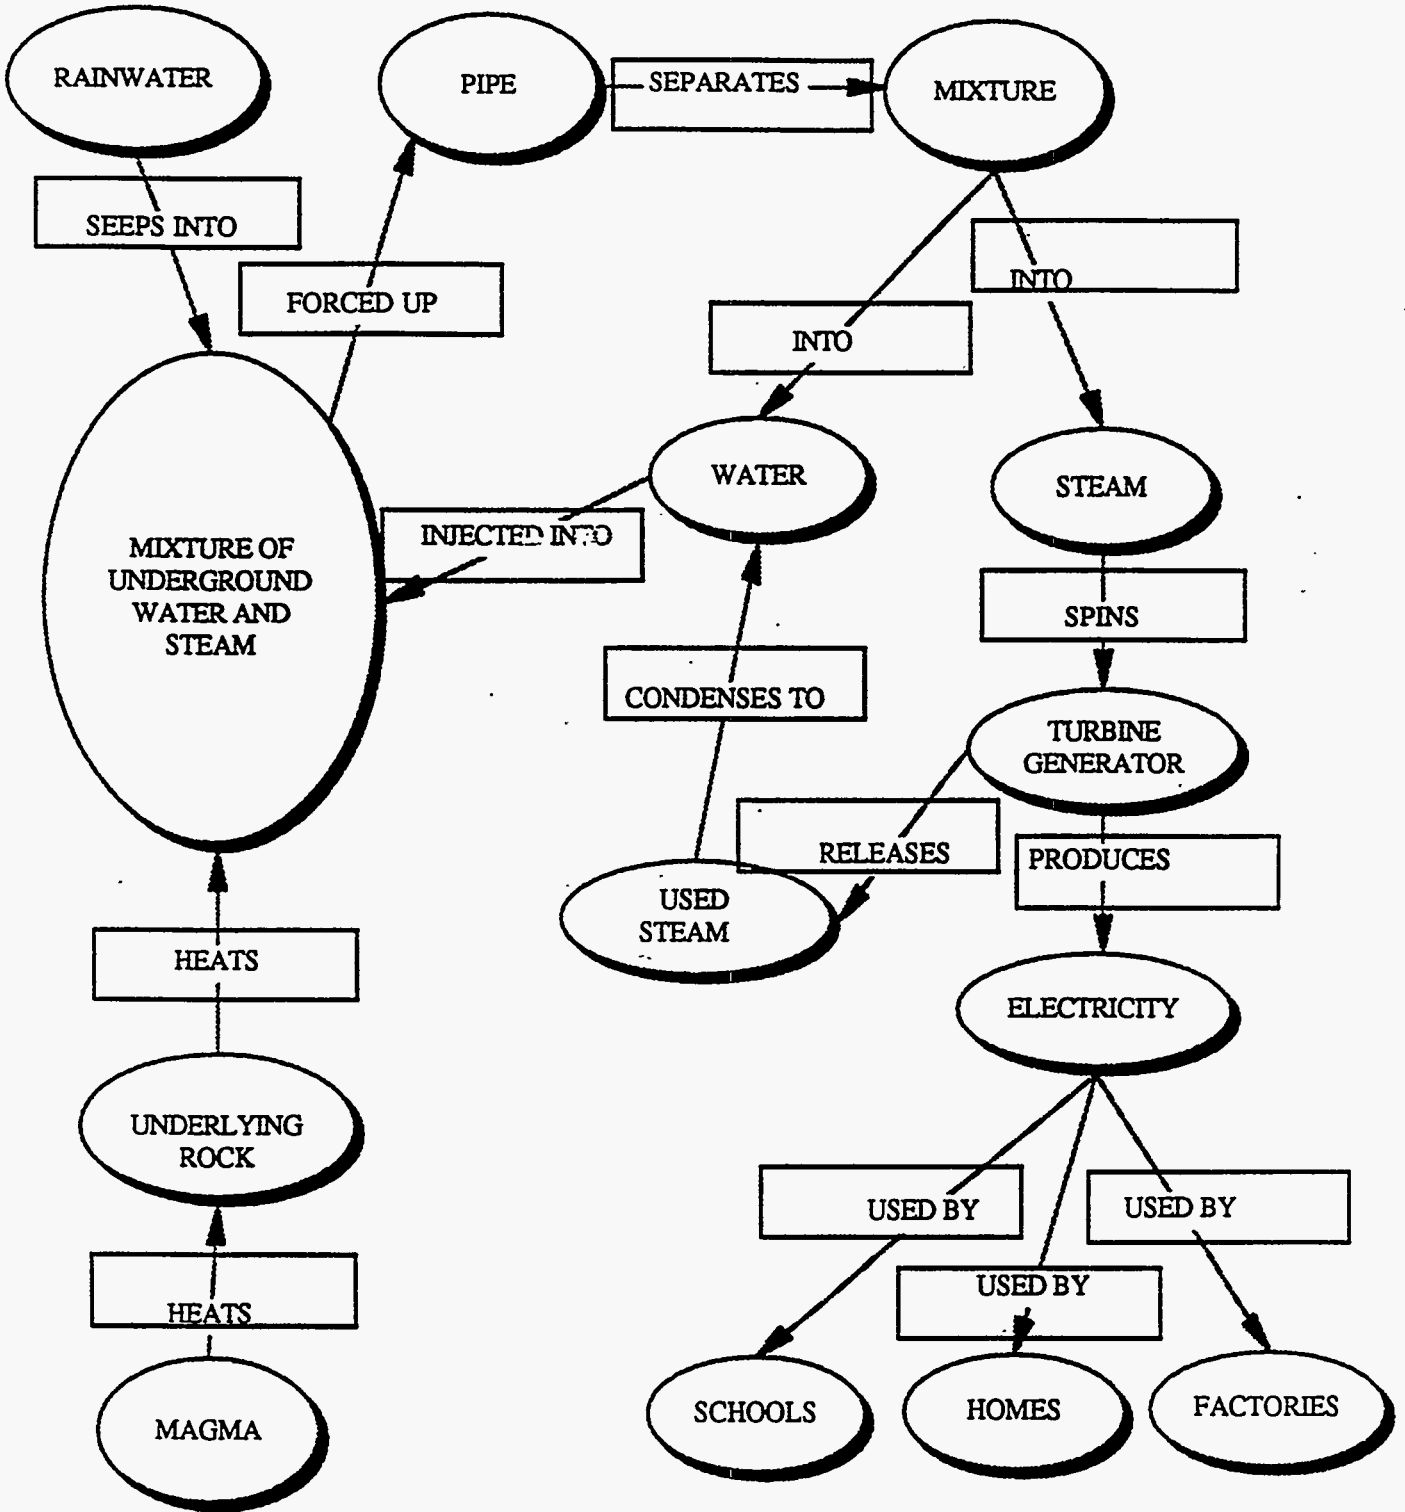 RAINWATER
PIPE
SEPARATES
MIXTURE
SEEPS INTO
FORCED UP
INTO
INTO
WATER
STEAM
INJECTED INTO
MIXTURE OF
UNDERGROUND
WATER AND
STEAM
SPINS
CONDENSES TO
TURBINE
GENERATOR
RELEASES
PRODUCES
USED
STEAM
HEATS
ELECTRICITY
UNDERLYING
ROCK
USED BY
USED BY
USED BY
HEATS
SCHOOLS
HOMES
FACTORIES
MAGMA